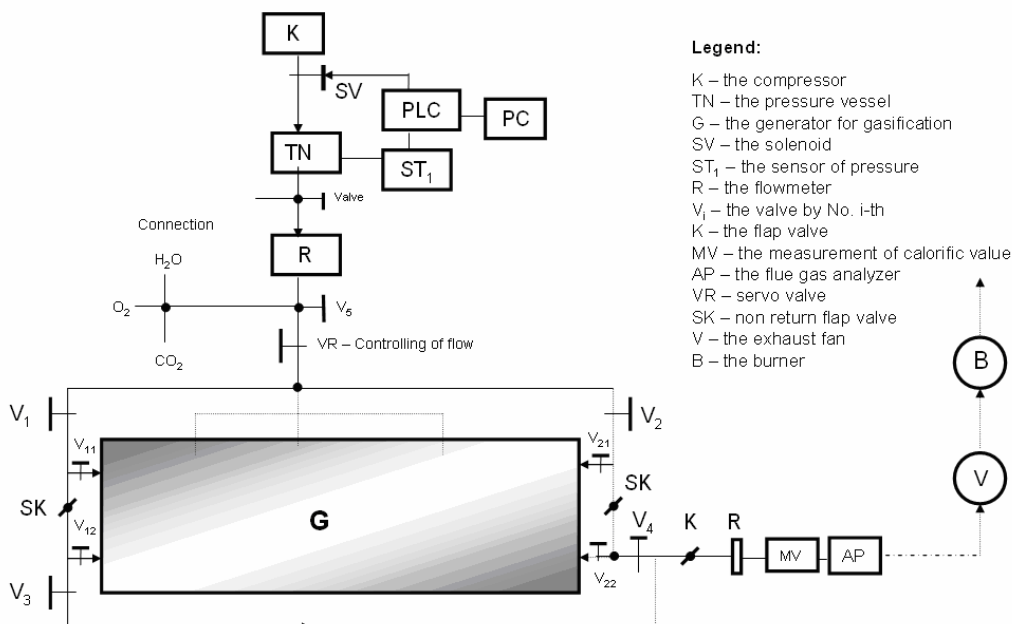 K
SV
PLC
PC
TN
ST₁
Valve
Connection
R
H₂O
O₂
CO₂
V₅
VR – Controlling of flow
Legend:
K – the compressor
TN – the pressure vessel
G – the generator for gasification
SV – the solenoid
ST₁ – the sensor of pressure
R – the flowmeter
Vᵢ – the valve by No. i-th
K – the flap valve
MV – the measurement of calorific value
AP – the flue gas analyzer
VR – servo valve
SK – non return flap valve
V – the exhaust fan
B – the burner
B
V₁
V₂
V₁₁
V₂₁
V
SK
SK
G
V₁₂
V₄
K
R
MV
AP
V₂₂
V₃